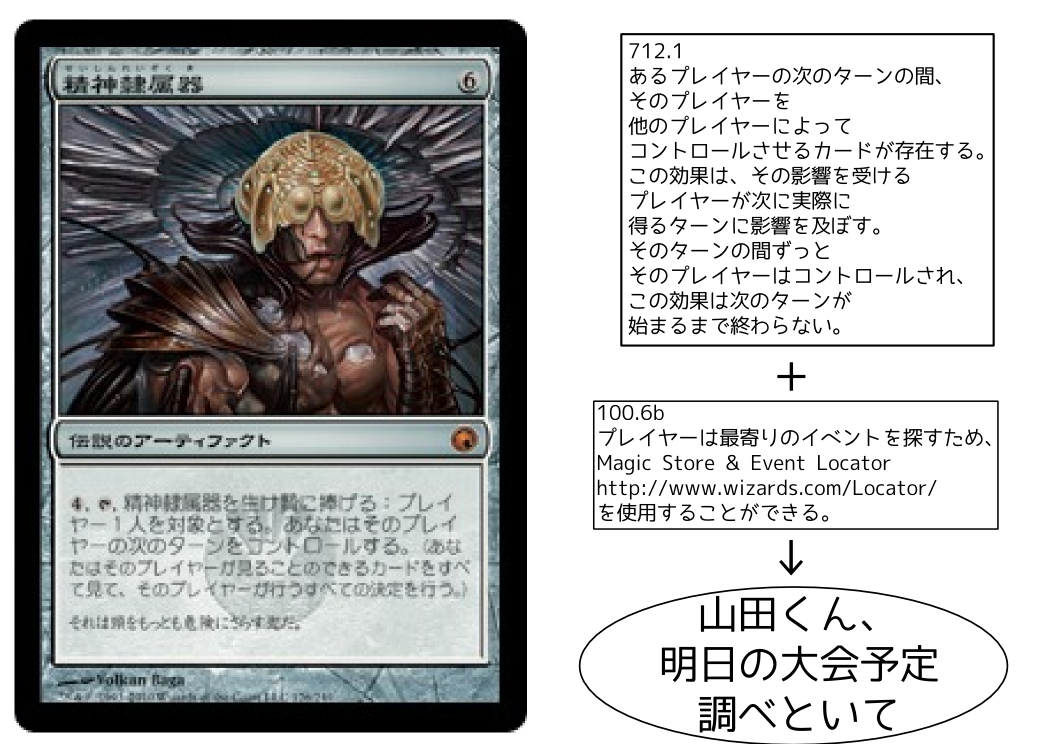 せいしんれいぞくき
精神隷属器
6
伝説のアーティファクト
4, T, 精神隷属器を生け贄に捧げる：プレイ
ヤー1人を対象とする。あなたはそのプレイ
ヤーの次のターンをコントロールする。（あな
たはそのプレイヤーが見ることのできるカードをすべ
て見て、そのプレイヤーが行うすべての決定を行う。）
それは頭をもっとも危険にさらす兜だ。
Volkan Baga
712.1
あるプレイヤーの次のターンの間、
そのプレイヤーを
他のプレイヤーによって
コントロールさせるカードが存在する。
この効果は、その影響を受ける
プレイヤーが次に実際に
得るターンに影響を及ぼす。
そのターンの間ずっと
そのプレイヤーはコントロールされ、
この効果は次のターンが
始まるまで終わらない。
+
100.6b
プレイヤーは最寄りのイベントを探すため、
Magic Store & Event Locator
http://www.wizards.com/Locator/
を使用することができる。
↓
山田くん、
明日の大会予定
調べといて